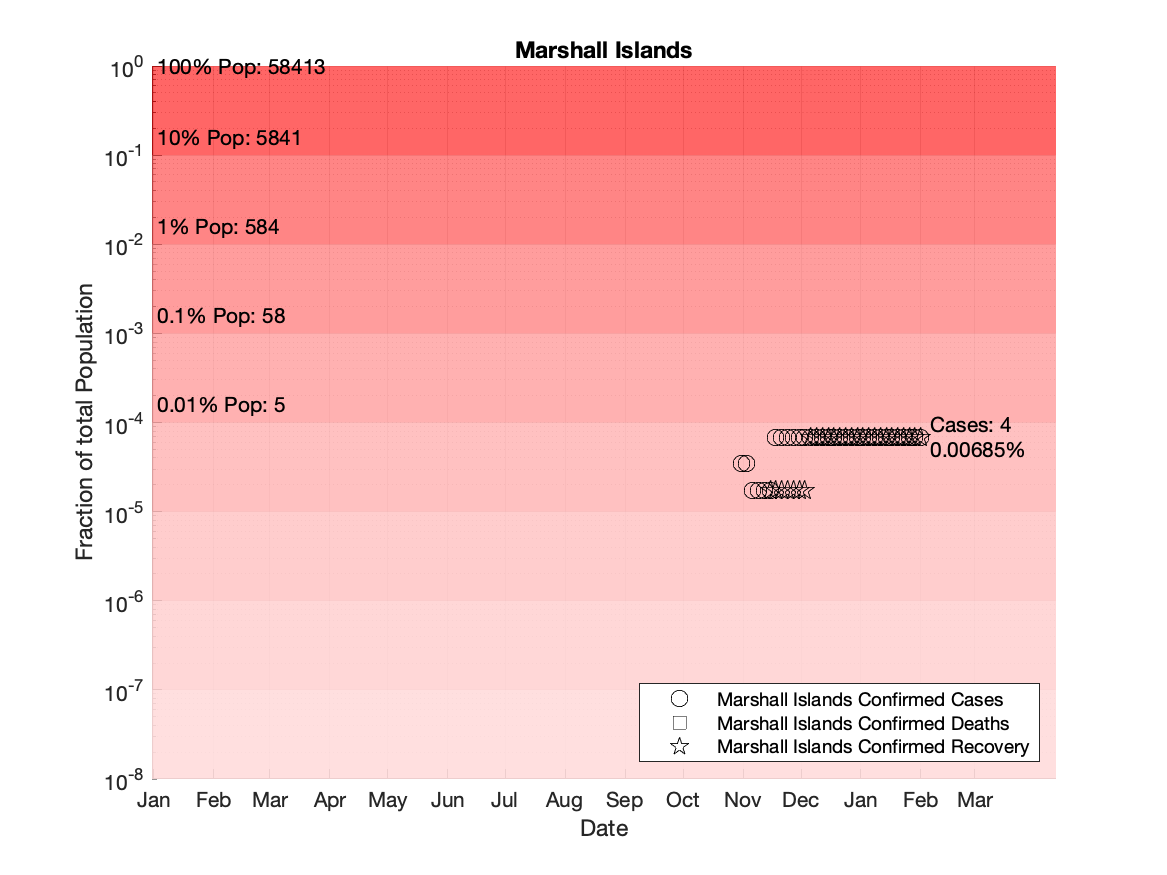 Marshall Islands
10^0
100% Pop: 58413
10% Pop: 5841
10^-1
1% Pop: 584
10^-2
0.1% Pop: 58
10^-3
0.01% Pop: 5
10^-4
Cases: 4
0.00685%
10^-5
10^-6
10^-7
10^-8
Fraction of total Population
Marshall Islands Confirmed Cases
Marshall Islands Confirmed Deaths
Marshall Islands Confirmed Recovery
Jan Feb Mar Apr May Jun Jul Aug Sep Oct Nov Dec Jan Feb Mar
Date